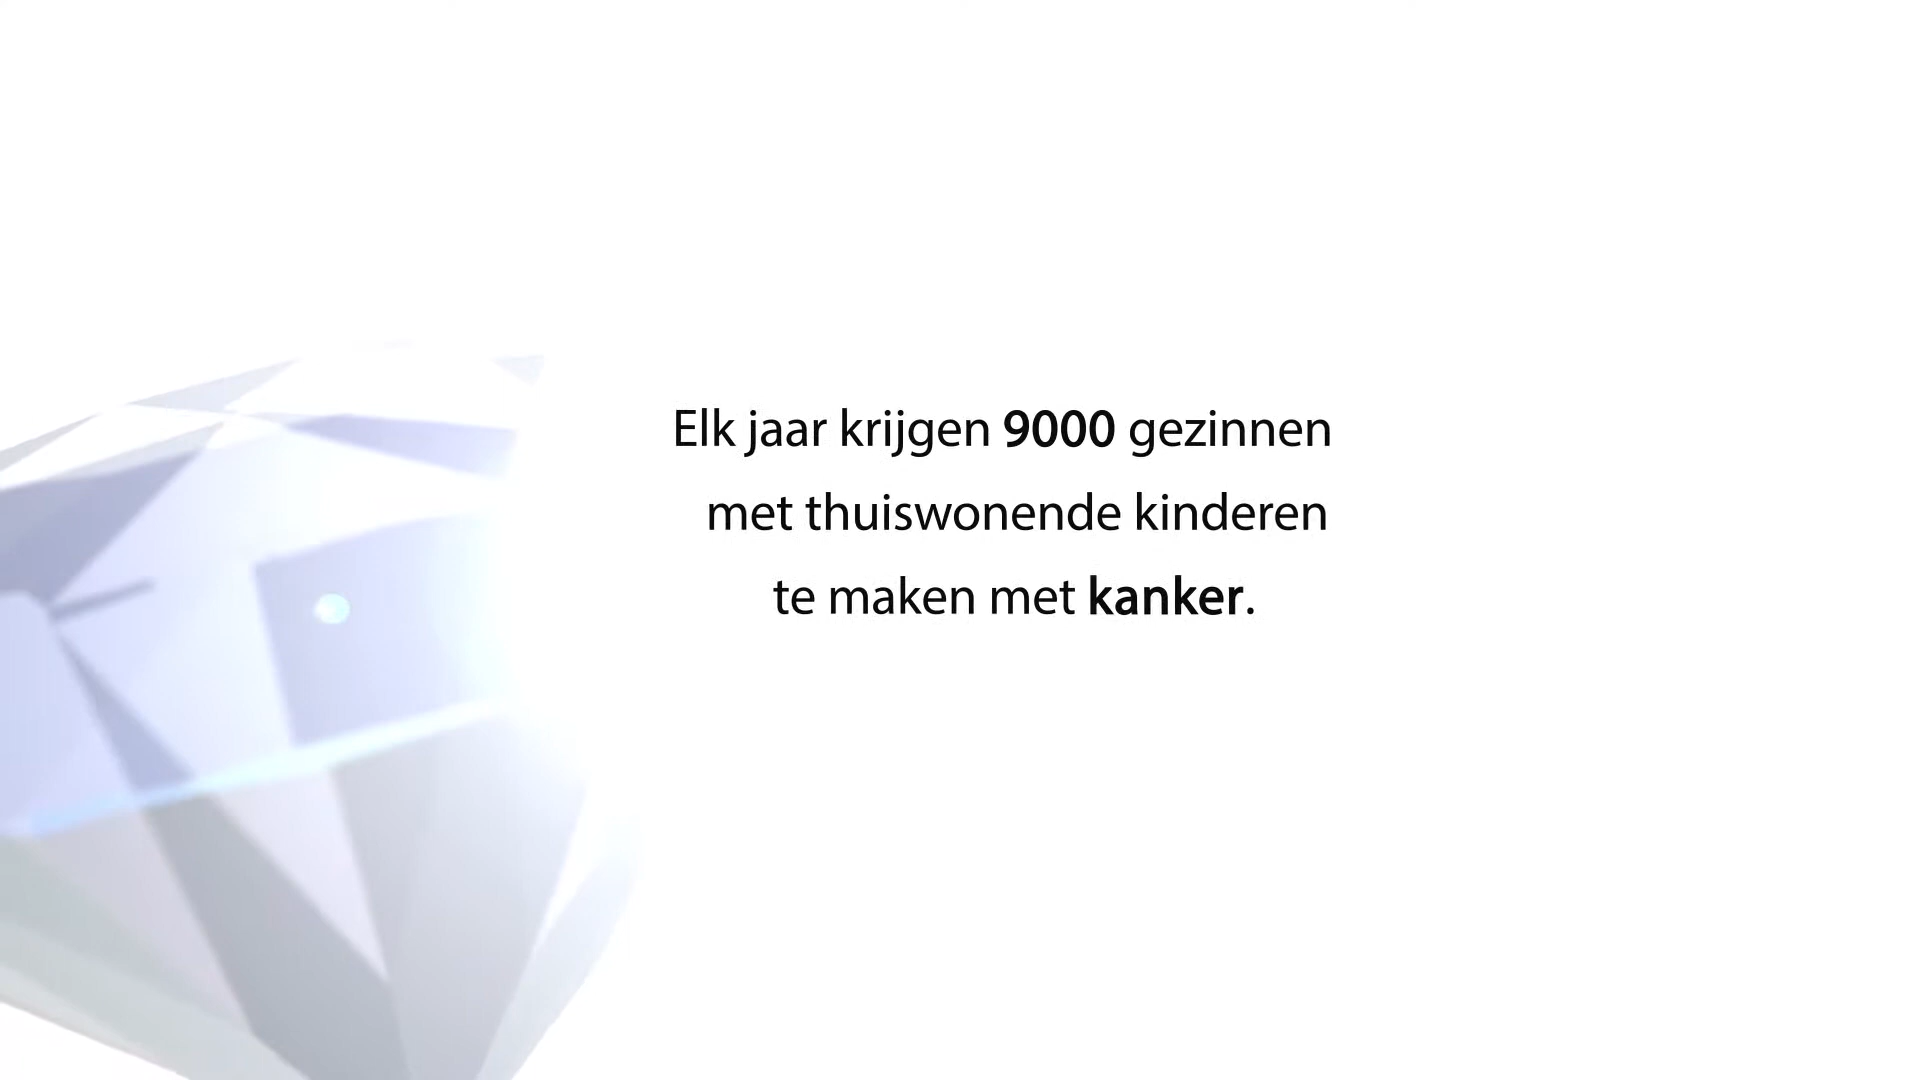 Elk jaar krijgen 9000 gezinnen
met thuiswonende kinderen
te maken met kanker.